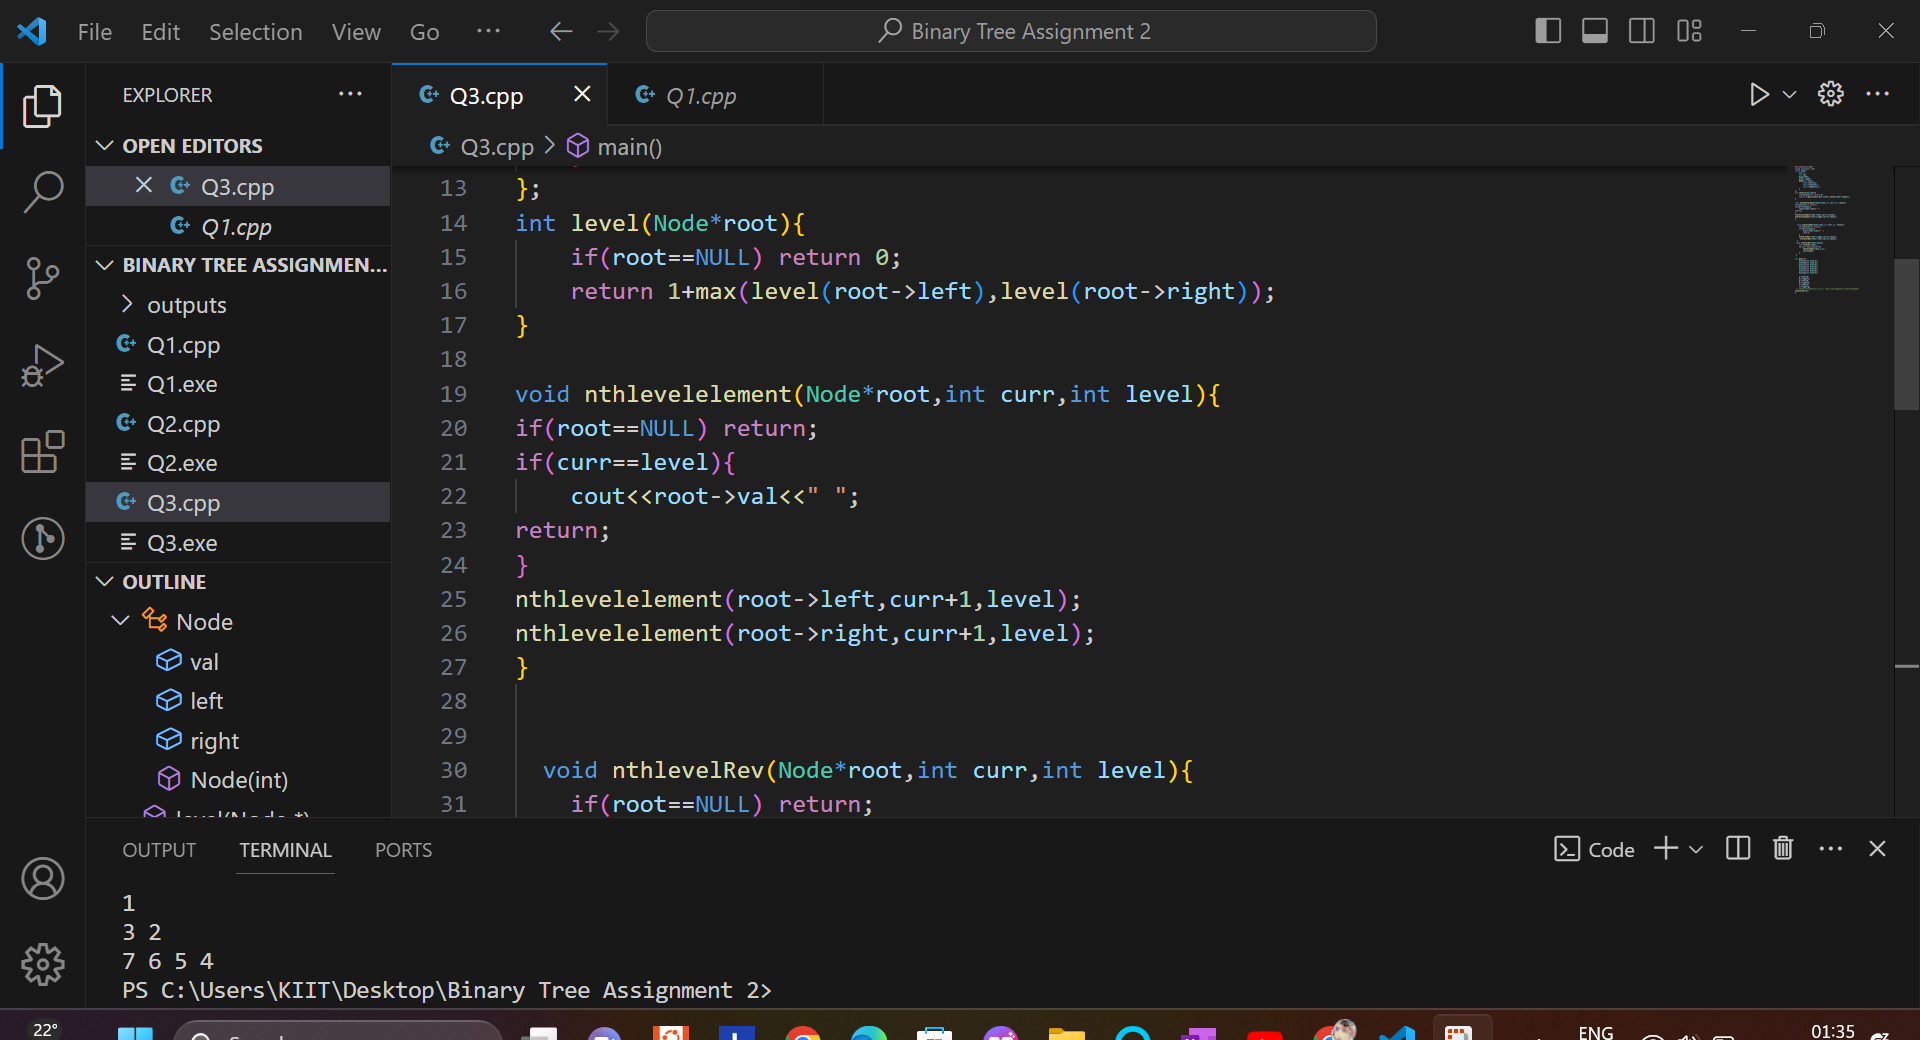 File Edit Selection View Go ... Binary Tree Assignment 2
EXPLORER ...
OPEN EDITORS
Q3.cpp
Q1.cpp
BINARY TREE ASSIGNMEN...
outputs
Q1.cpp
Q1.exe
Q2.cpp
Q2.exe
Q3.cpp
Q3.exe
OUTLINE
Node
val
left
right
Node(int)
level(Node *)
Q3.cpp Q1.cpp
Q3.cpp > main()
13 };
14 int level(Node*root){
15 if(root==NULL) return 0;
16 return 1+max(level(root->left),level(root->right));
17 }
18
19 void nthlevelelement(Node*root,int curr,int level){
20 if(root==NULL) return;
21 if(curr==level){
22 cout<<root->val<<" ";
23 return;
24 }
25 nthlevelelement(root->left,curr+1,level);
26 nthlevelelement(root->right,curr+1,level);
27 }
28
29
30 void nthlevelRev(Node*root,int curr,int level){
31 if(root==NULL) return;
OUTPUT TERMINAL PORTS Code
1
3 2
7 6 5 4
PS C:\Users\KIIT\Desktop\Binary Tree Assignment 2>
22° ENG 01:35